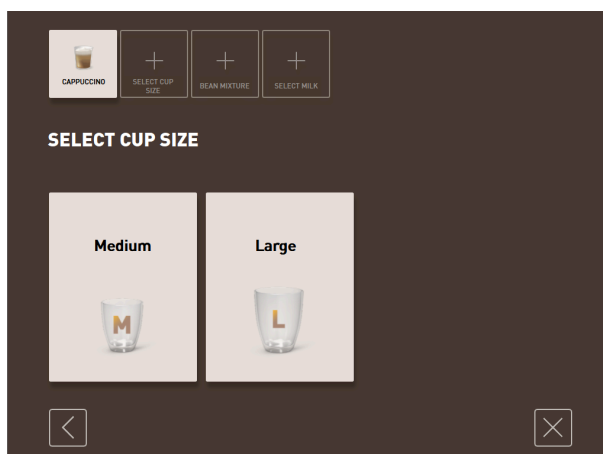 CAPPUCCINO
SELECT CUP
SIZE
BEAN MIXTURE
SELECT MILK
SELECT CUP SIZE
Medium
Large
M
L